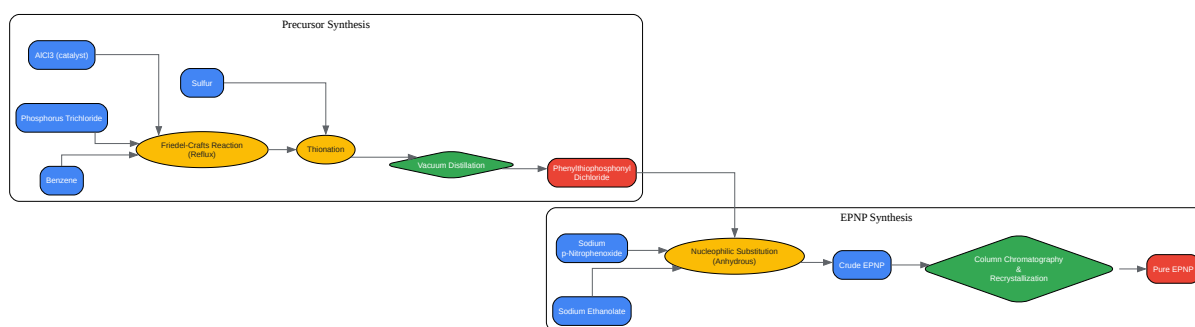 Precursor Synthesis
AlCl3 (catalyst)
Sulfur
Phosphorus Trichloride
Friedel-Crafts Reaction
(Reflux)
Thionation
Vacuum Distillation
Phenylthiophosphonyl
Dichloride
Benzene
EPNP Synthesis
Sodium
p-Nitrophenoxide
Nucleophilic Substitution
(Anhydrous)
Crude EPNP
Column Chromatography
&
Recrystallization
Pure EPNP
Sodium Ethanolate